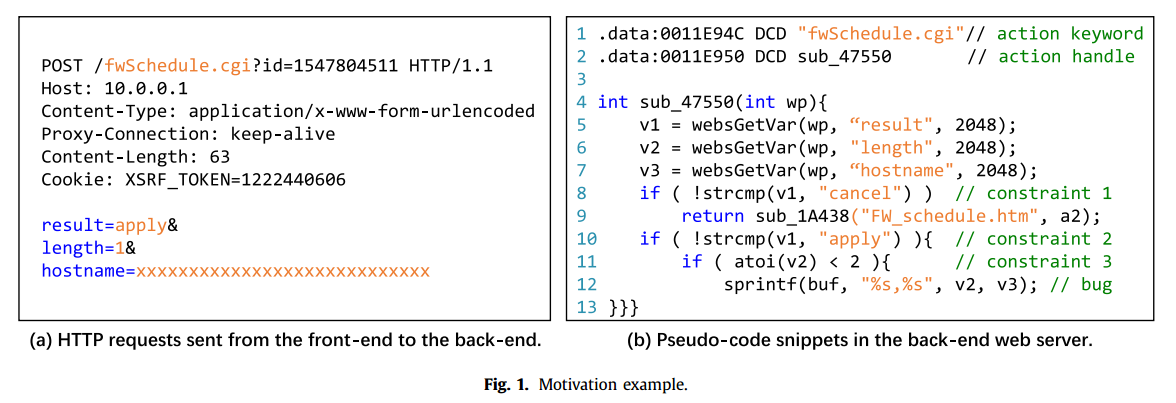 POST /fwSchedule.cgi?id=1547804511 HTTP/1.1
Host: 10.0.0.1
Content-Type: application/x-www-form-urlencoded
Proxy-Connection: keep-alive
Content-Length: 63
Cookie: XSRF_TOKEN=1222440606
result=apply&
length=1&
hostname=xxxxxxxxxxxxxxxxxxxxxxxxxxxx
(a) HTTP requests sent from the front-end to the back-end.
1 .data:0011E94C DCD "fwSchedule.cgi"// action keyword
2 .data:0011E950 DCD sub_47550 // action handle
3
4 int sub_47550(int wp){
5 v1 = websGetVar(wp, “result", 2048);
6 v2 = websGetVar(wp, "length", 2048);
7 v3 = websGetVar(wp, “hostname", 2048);
8 if ( !strcmp(v1, "cancel") ) // constraint 1
9 return sub_1A438("FW_schedule.htm", a2);
10 if ( !strcmp(v1, "apply") ){ // constraint 2
11 if ( atoi(v2) < 2 ){ // constraint 3
12 sprintf(buf, "%s,%s", v2, v3); // bug
13 }}}
(b) Pseudo-code snippets in the back-end web server.
Fig. 1. Motivation example.